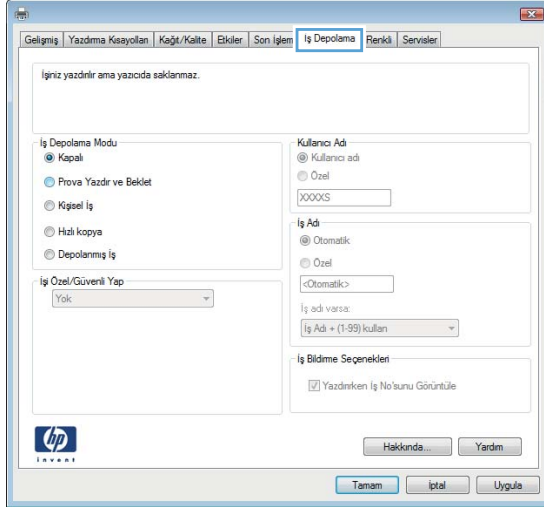 Gelişmiş Yazdırma Kısayolları Kağıt/Kalite Etkiler Son İşlem İş Depolama Renkli Servisler
İşiniz yazdırılır ama yazıcıda saklanmaz.
İş Depolama Modu
Kapalı
Prova Yazdır ve Beklet
Kişisel İş
Hızlı kopya
Depolanmış İş
İşi Özel/Güvenli Yap
Yok
Kullanıcı Adı
Kullanıcı adı
Özel
XXXXS
İş Adı
Otomatik
Özel
<Otomatik>
İş adı varsa:
İş Adı + (1-99) kullan
İş Bildirme Seçenekleri
Yazdırırken İş No'sunu Görüntüle
hp
invent
Hakkında... Yardım
Tamam İptal Uygula